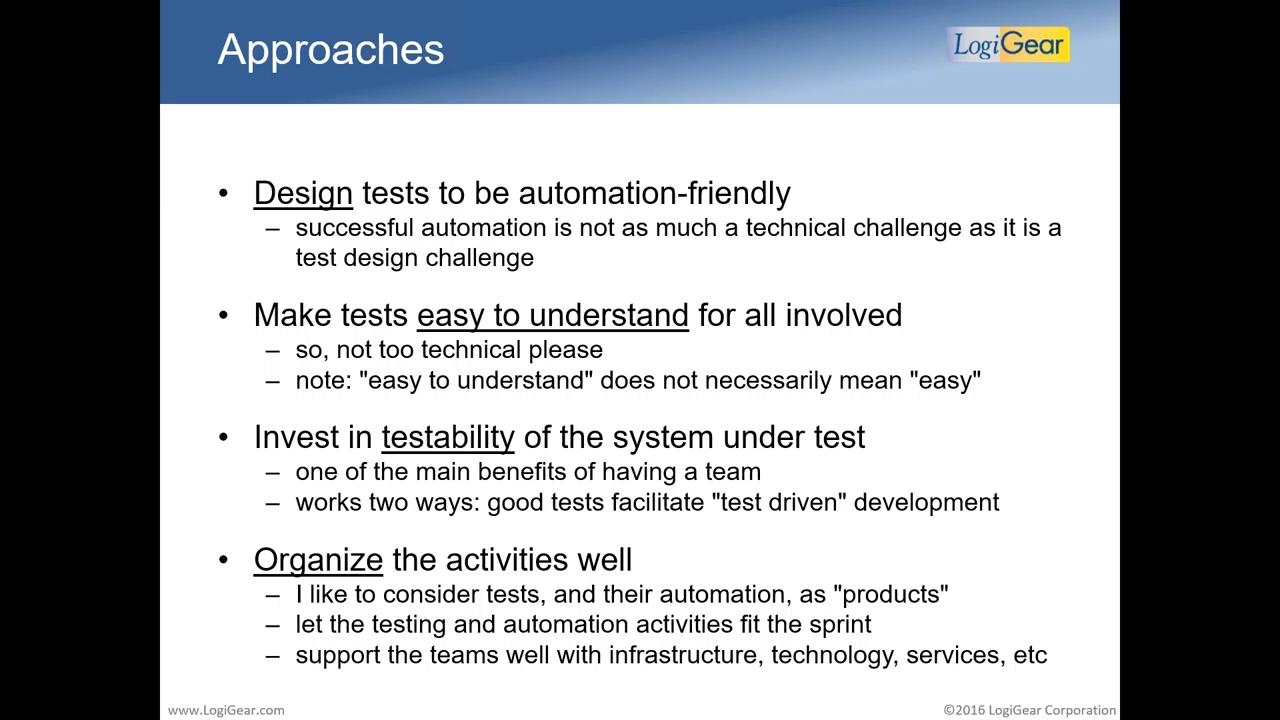 Approaches
LogiGear
• Design tests to be automation-friendly
– successful automation is not as much a technical challenge as it is a
test design challenge
• Make tests easy to understand for all involved
– so, not too technical please
– note: "easy to understand" does not necessarily mean "easy"
• Invest in testability of the system under test
– one of the main benefits of having a team
– works two ways: good tests facilitate "test driven" development
• Organize the activities well
– I like to consider tests, and their automation, as "products"
– let the testing and automation activities fit the sprint
– support the teams well with infrastructure, technology, services, etc
www.LogiGear.com
©2016 LogiGear Corporation